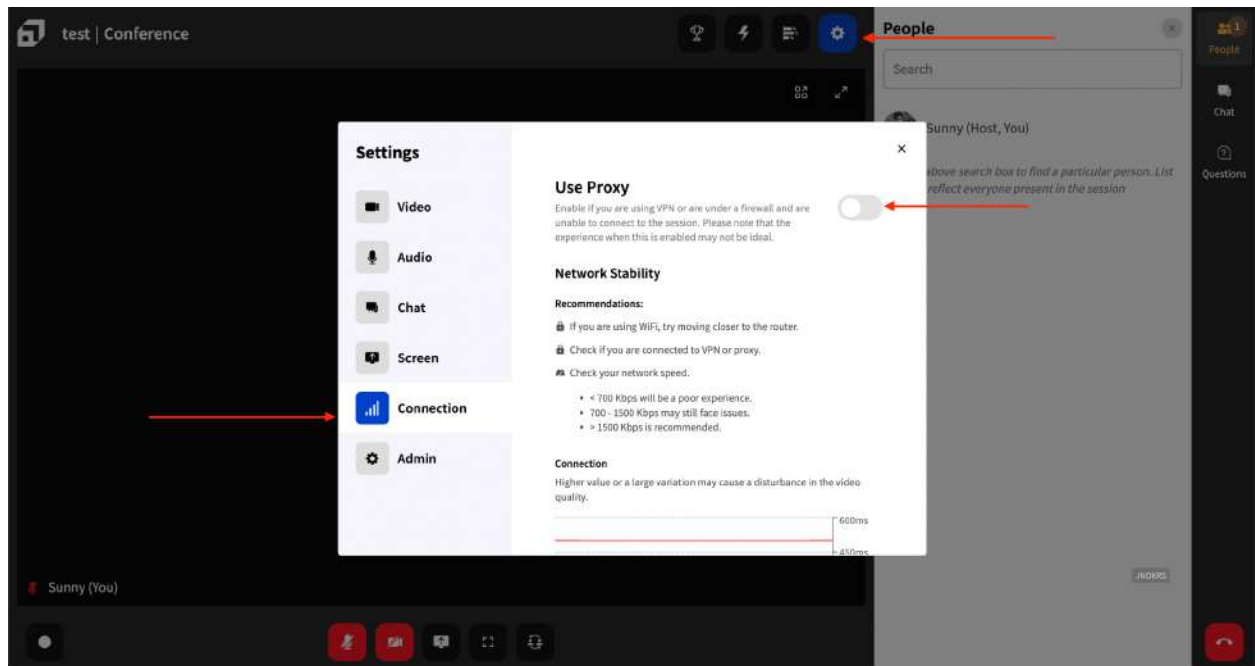 test | Conference
People
Search
Sunny (Host, You)
above search box to find a particular person. List
reflect everyone present in the session
1
People
Chat
Questions
Settings
Video
Audio
Chat
Screen
Connection
Admin
Use Proxy
Enable if you are using VPN or are under a firewall and are
unable to connect to the session. Please note that the
experience when this is enabled may not be ideal.
Network Stability
Recommendations:
If you are using WiFi, try moving closer to the router.
Check if you are connected to VPN or proxy.
Check your network speed.
• < 700 Kbps will be a poor experience.
• 700 - 1500 Kbps may still face issues.
• > 1500 Kbps is recommended.
Connection
Higher value or a large variation may cause a disturbance in the video
quality.
600ms
450ms
Sunny (You)